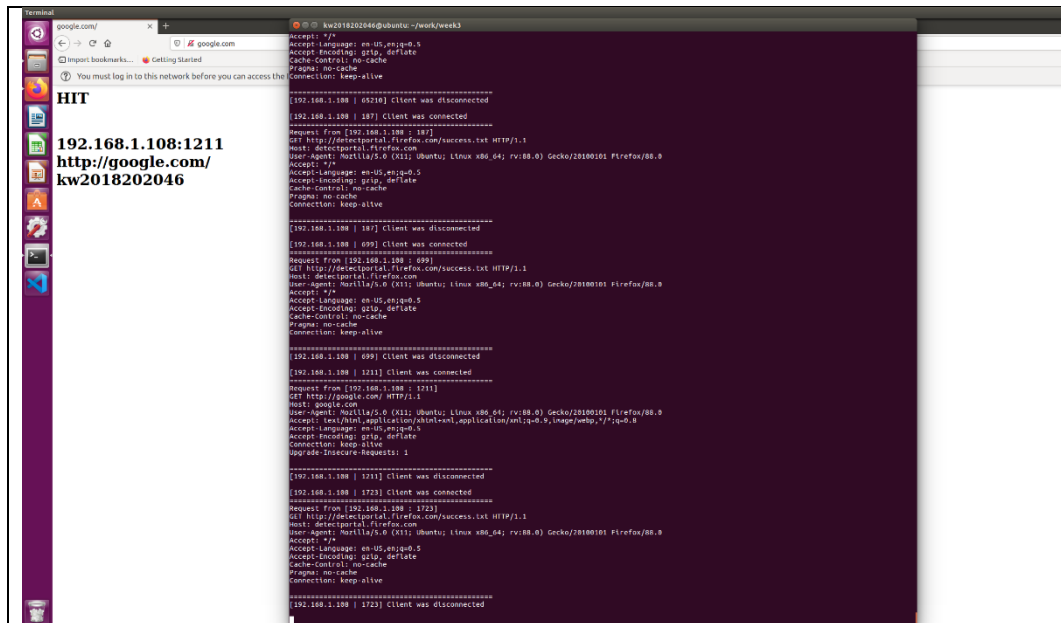 Terminal
google.com/
google.com
Import bookmarks... Getting Started
You must log in to this network before you can access the
HIT
192.168.1.108:1211
http://google.com/
kw2018202046
kw2018202046@ubuntu: ~/work/week3
Accept: */*
Accept-Language: en-US,en;q=0.5
Accept-Encoding: gzip, deflate
Cache-Control: no-cache
Pragma: no-cache
Connection: keep-alive
================================================
[192.168.1.108 | 65210] Client was disconnected
[192.168.1.108 | 187] Client was connected
================================================
Request from [192.168.1.108 : 187]
GET http://detectportal.firefox.com/success.txt HTTP/1.1
Host: detectportal.firefox.com
User-Agent: Mozilla/5.0 (X11; Ubuntu; Linux x86_64; rv:88.0) Gecko/20100101 Firefox/88.0
Accept: */*
Accept-Language: en-US,en;q=0.5
Accept-Encoding: gzip, deflate
Cache-Control: no-cache
Pragma: no-cache
Connection: keep-alive
================================================
[192.168.1.108 | 187] Client was disconnected
[192.168.1.108 | 699] Client was connected
================================================
Request from [192.168.1.108 : 699]
GET http://detectportal.firefox.com/success.txt HTTP/1.1
Host: detectportal.firefox.com
User-Agent: Mozilla/5.0 (X11; Ubuntu; Linux x86_64; rv:88.0) Gecko/20100101 Firefox/88.0
Accept: */*
Accept-Language: en-US,en;q=0.5
Accept-Encoding: gzip, deflate
Cache-Control: no-cache
Pragma: no-cache
Connection: keep-alive
================================================
[192.168.1.108 | 699] Client was disconnected
[192.168.1.108 | 1211] Client was connected
================================================
Request from [192.168.1.108 : 1211]
GET http://google.com/ HTTP/1.1
Host: google.com
User-Agent: Mozilla/5.0 (X11; Ubuntu; Linux x86_64; rv:88.0) Gecko/20100101 Firefox/88.0
Accept: text/html,application/xhtml+xml,application/xml;q=0.9,image/webp,*/*;q=0.8
Accept-Language: en-US,en;q=0.5
Accept-Encoding: gzip, deflate
Connection: keep-alive
Upgrade-Insecure-Requests: 1
================================================
[192.168.1.108 | 1211] Client was disconnected
[192.168.1.108 | 1723] Client was connected
================================================
Request from [192.168.1.108 : 1723]
GET http://detectportal.firefox.com/success.txt HTTP/1.1
Host: detectportal.firefox.com
User-Agent: Mozilla/5.0 (X11; Ubuntu; Linux x86_64; rv:88.0) Gecko/20100101 Firefox/88.0
Accept: */*
Accept-Language: en-US,en;q=0.5
Accept-Encoding: gzip, deflate
Cache-Control: no-cache
Pragma: no-cache
Connection: keep-alive
================================================
[192.168.1.108 | 1723] Client was disconnected